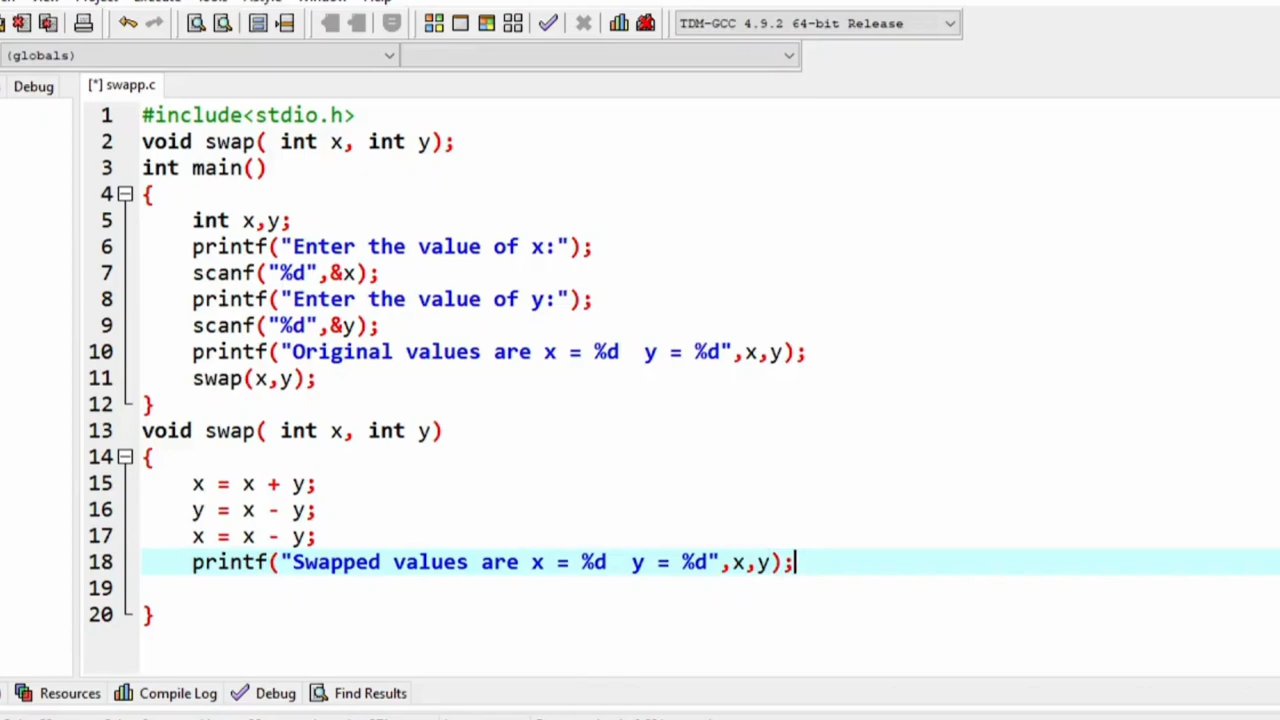 TDM-GCC 4.9.2 64-bit Release
(globals)
Debug
[*] swapp.c
1 #include<stdio.h>
2 void swap( int x, int y);
3 int main()
4 {
5 int x,y;
6 printf("Enter the value of x:");
7 scanf("%d",&x);
8 printf("Enter the value of y:");
9 scanf("%d",&y);
10 printf("Original values are x = %d  y = %d",x,y);
11 swap(x,y);
12 }
13 void swap( int x, int y)
14 {
15 x = x + y;
16 y = x - y;
17 x = x - y;
18 printf("Swapped values are x = %d  y = %d",x,y);
19
20 }
Resources Compile Log Debug Find Results